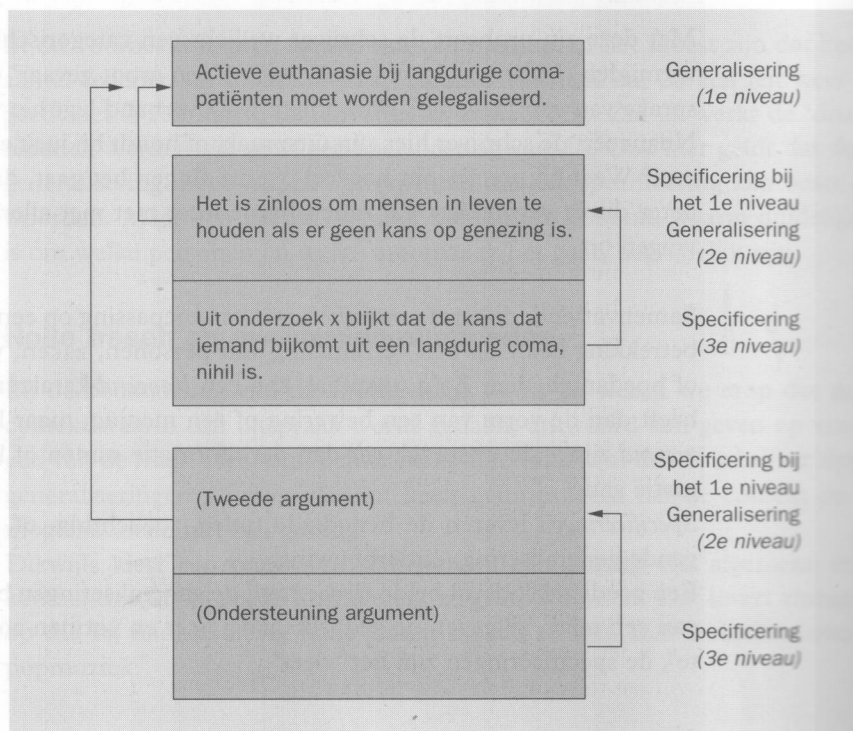 Actieve euthanasie bij langdurige coma-
patiënten moet worden gelegaliseerd.
Generalisering
(1e niveau)
Het is zinloos om mensen in leven te
houden als er geen kans op genezing is.
Specificering bij
het 1e niveau
Generalisering
(2e niveau)
Uit onderzoek x blijkt dat de kans dat
iemand bijkomt uit een langdurig coma,
nihil is.
Specificering
(3e niveau)
(Tweede argument)
Specificering bij
het 1e niveau
Generalisering
(2e niveau)
(Ondersteuning argument)
Specificering
(3e niveau)